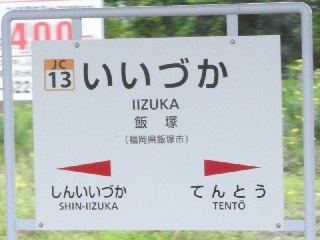 400
22
JC
13
いいづか
IIZUKA
飯塚
(福岡県飯塚市)
しんいいづか
てんとう
SHIN-IIZUKA
TENTŌ